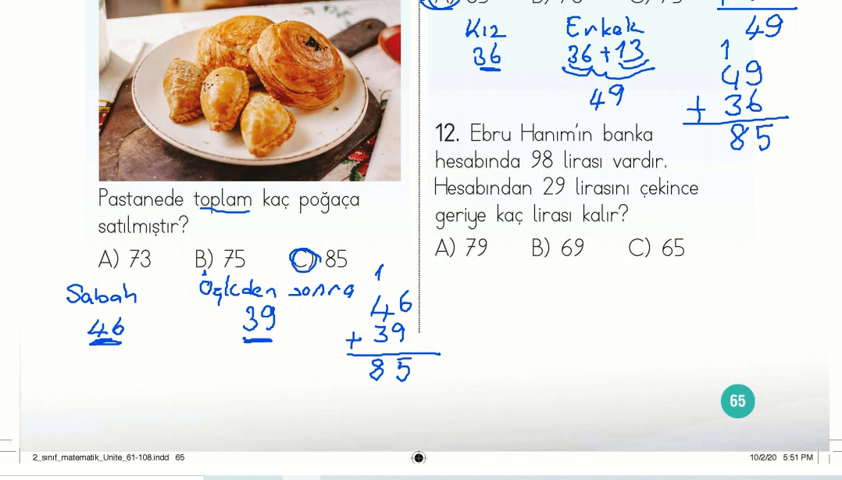 Pastanede toplam kaç poğaça
satılmıştır?
A) 73 B) 75 C) 85
Sabah Öğleden sonra
46 39
1
46
+ 39
85
49
Kız Erkek
36 36 + 13
49
1
49
+ 36
85
12. Ebru Hanım'ın banka
hesabında 98 lirası vardır.
Hesabından 29 lirasını çekince
geriye kaç lirası kalır?
A) 79 B) 69 C) 65
65
2_sınıf_matematik_Unite_61-108.indd 65 10/2/20 5:51 PM